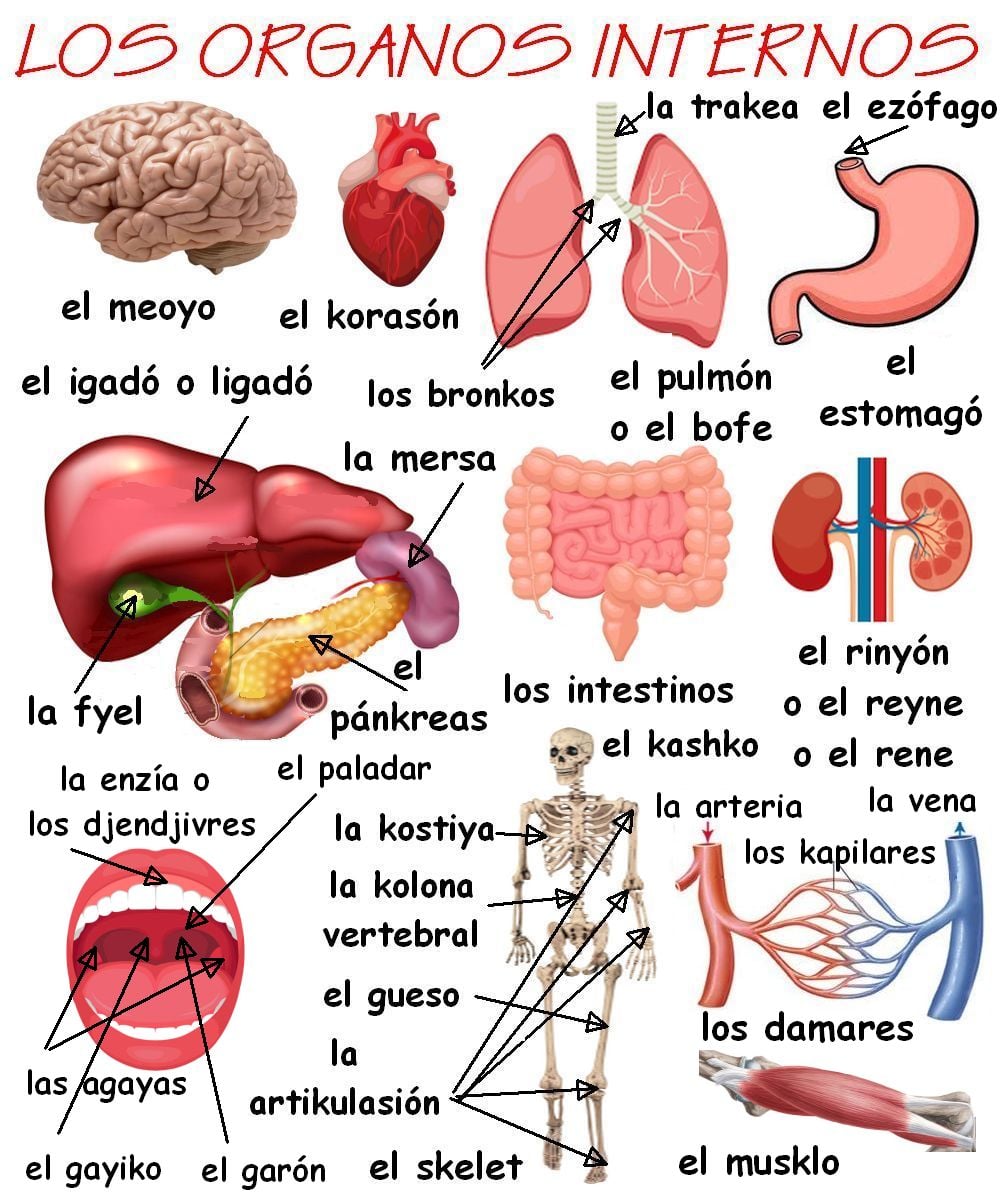 LOS ORGANOS INTERNOS
la trakea
el ezófago
el meoyo
el korasón
los bronkos
el pulmón
o el bofe
el
estomagó
el igadó o ligadó
la mersa
la fyel
el
pánkreas
los intestinos
el rinyón
o el reyne
o el rene
la enzía o
los djendjivres
el paladar
las agayas
el gayiko
el garón
el kashko
la kostiya
la kolona
vertebral
el gueso
la
artikulasión
el skelet
la arteria
la vena
los kapilares
los damares
el musklo